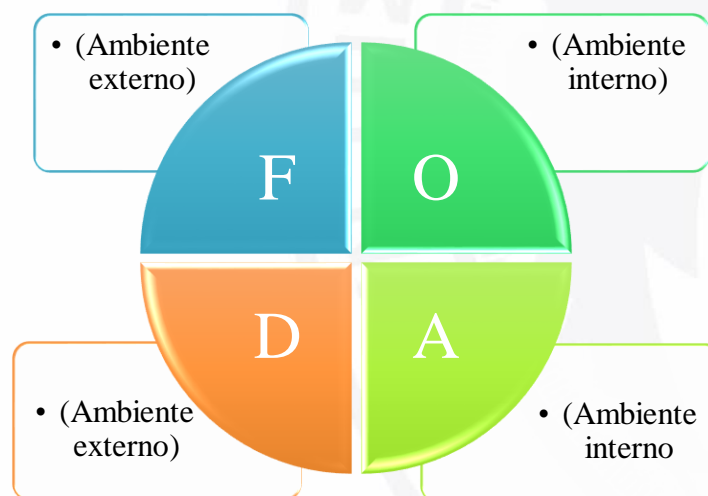 • (Ambiente
externo)
• (Ambiente
interno)
F
O
D
A
• (Ambiente
externo)
• (Ambiente
interno